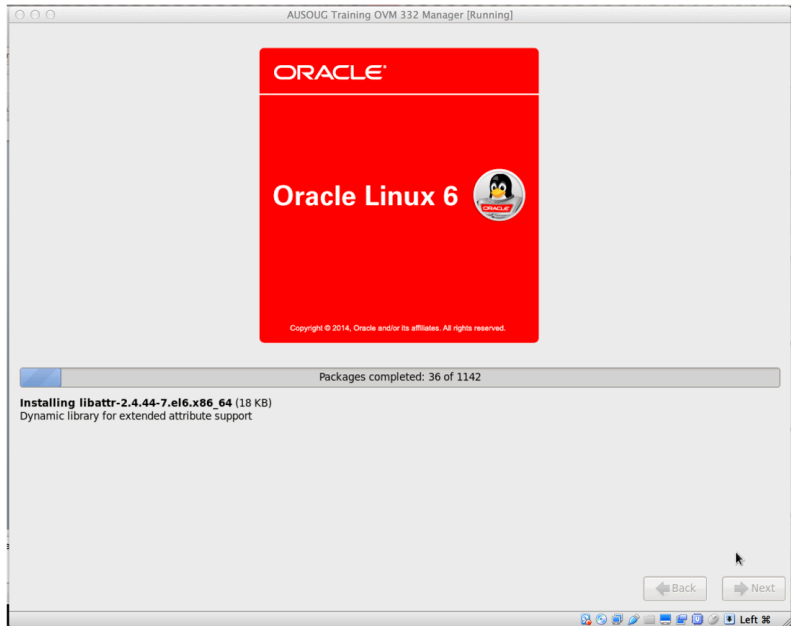 AUSOUG Training OVM 332 Manager [Running]
ORACLE®
Oracle Linux 6
ORACLE
Copyright © 2014, Oracle and/or its affiliates. All rights reserved.
Packages completed: 36 of 1142
Installing libattr-2.4.44-7.el6.x86_64 (18 KB)
Dynamic library for extended attribute support
Back
Next
Left ⌘